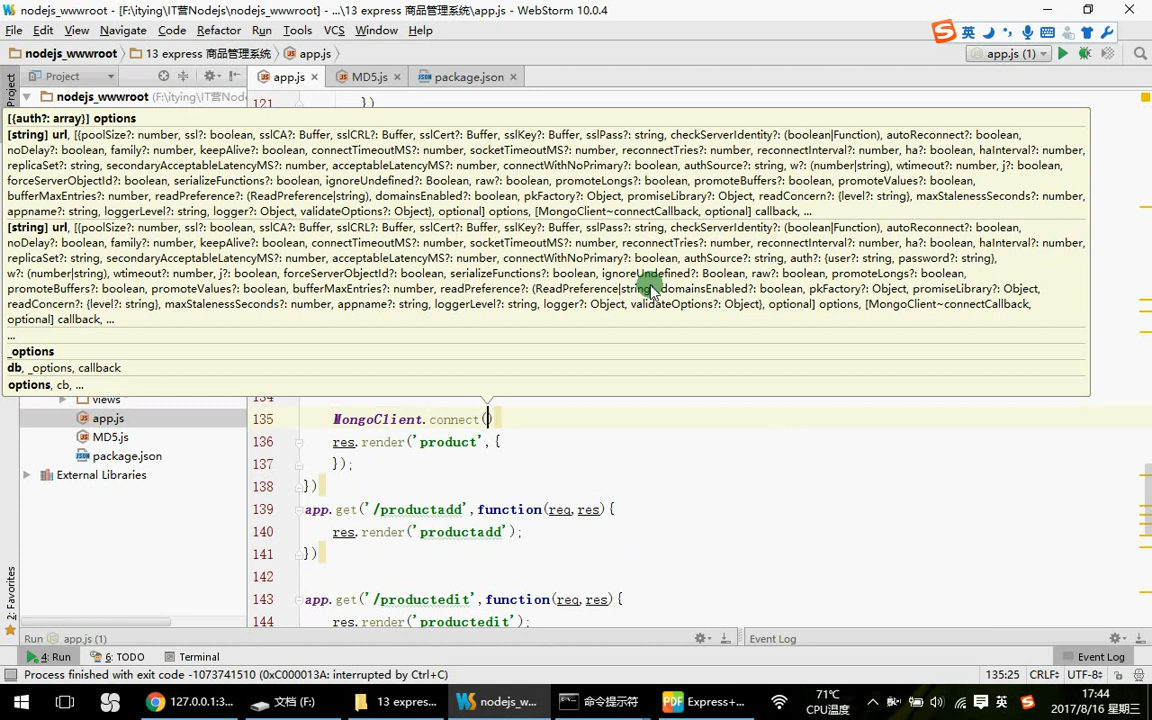 nodejs_wwwroot - [F:\itying\IT营Nodejs\nodejs_wwwroot] - ...\13 express 商品管理系统\app.js - WebStorm 10.0.4
File Edit View Navigate Code Refactor Run Tools VCS Window Help
英
nodejs_wwwroot 13 express 商品管理系统 app.js app.js (1)
Project app.js MD5.js package.json
1: Project
nodejs_wwwroot (F:\itying\IT营Nod
121 })
[{auth?: array}] options
[string] url, [{poolSize?: number, ssl?: boolean, sslCA?: Buffer, sslCRL?: Buffer, sslCert?: Buffer, sslKey?: Buffer, sslPass?: string, checkServerIdentity?: (boolean|Function), autoReconnect?: boolean,
noDelay?: boolean, family?: number, keepAlive?: boolean, connectTimeoutMS?: number, socketTimeoutMS?: number, reconnectTries?: number, reconnectInterval?: number, ha?: boolean, haInterval?: number,
replicaSet?: string, secondaryAcceptableLatencyMS?: number, acceptableLatencyMS?: number, connectWithNoPrimary?: boolean, authSource?: string, w?: (number|string), wtimeout?: number, j?: boolean,
forceServerObjectId?: boolean, serializeFunctions?: boolean, ignoreUndefined?: Boolean, raw?: boolean, promoteLongs?: boolean, promoteBuffers?: boolean, promoteValues?: boolean,
bufferMaxEntries?: number, readPreference?: (ReadPreference|string), domainsEnabled?: boolean, pkFactory?: Object, promiseLibrary?: Object, readConcern?: {level?: string}, maxStalenessSeconds?: number,
appname?: string, loggerLevel?: string, logger?: Object, validateOptions?: Object}, optional] options, [MongoClient~connectCallback, optional] callback, ...
[string] url, [{poolSize?: number, ssl?: boolean, sslCA?: Buffer, sslCRL?: Buffer, sslCert?: Buffer, sslKey?: Buffer, sslPass?: string, checkServerIdentity?: (boolean|Function), autoReconnect?: boolean,
noDelay?: boolean, family?: number, keepAlive?: boolean, connectTimeoutMS?: number, socketTimeoutMS?: number, reconnectTries?: number, reconnectInterval?: number, ha?: boolean, haInterval?: number,
replicaSet?: string, secondaryAcceptableLatencyMS?: number, acceptableLatencyMS?: number, connectWithNoPrimary?: boolean, authSource?: string, auth?: {user?: string, password?: string},
w?: (number|string), wtimeout?: number, j?: boolean, forceServerObjectId?: boolean, serializeFunctions?: boolean, ignoreUndefined?: Boolean, raw?: boolean, promoteLongs?: boolean,
promoteBuffers?: boolean, promoteValues?: boolean, bufferMaxEntries?: number, readPreference?: (ReadPreference|string), domainsEnabled?: boolean, pkFactory?: Object, promiseLibrary?: Object,
readConcern?: {level?: string}, maxStalenessSeconds?: number, appname?: string, loggerLevel?: string, logger?: Object, validateOptions?: Object}, optional] options, [MongoClient~connectCallback,
optional] callback, ...
...
_options
db, _options, callback
options, cb, ...
views 134
app.js 135 MongoClient.connect()
MD5.js 136 res.render('product',{
package.json 137 });
External Libraries
138 })
139 app.get('/productadd',function(req,res){
140 res.render('productadd');
141 })
142
143 app.get('/productedit',function(req,res){
144 res.render('productedit');
2: Favorites
Run app.js (1) Event Log
4: Run 6: TODO Terminal Event Log
Process finished with exit code -1073741510 (0xC000013A: interrupted by Ctrl+C) 135:25 CRLF UTF-8
127.0.0.1:3... 文档 (F:) 13 expres... nodejs_w... 命令提示符 Express+... 71℃ CPU温度 英 17:44 2017/8/16 星期三